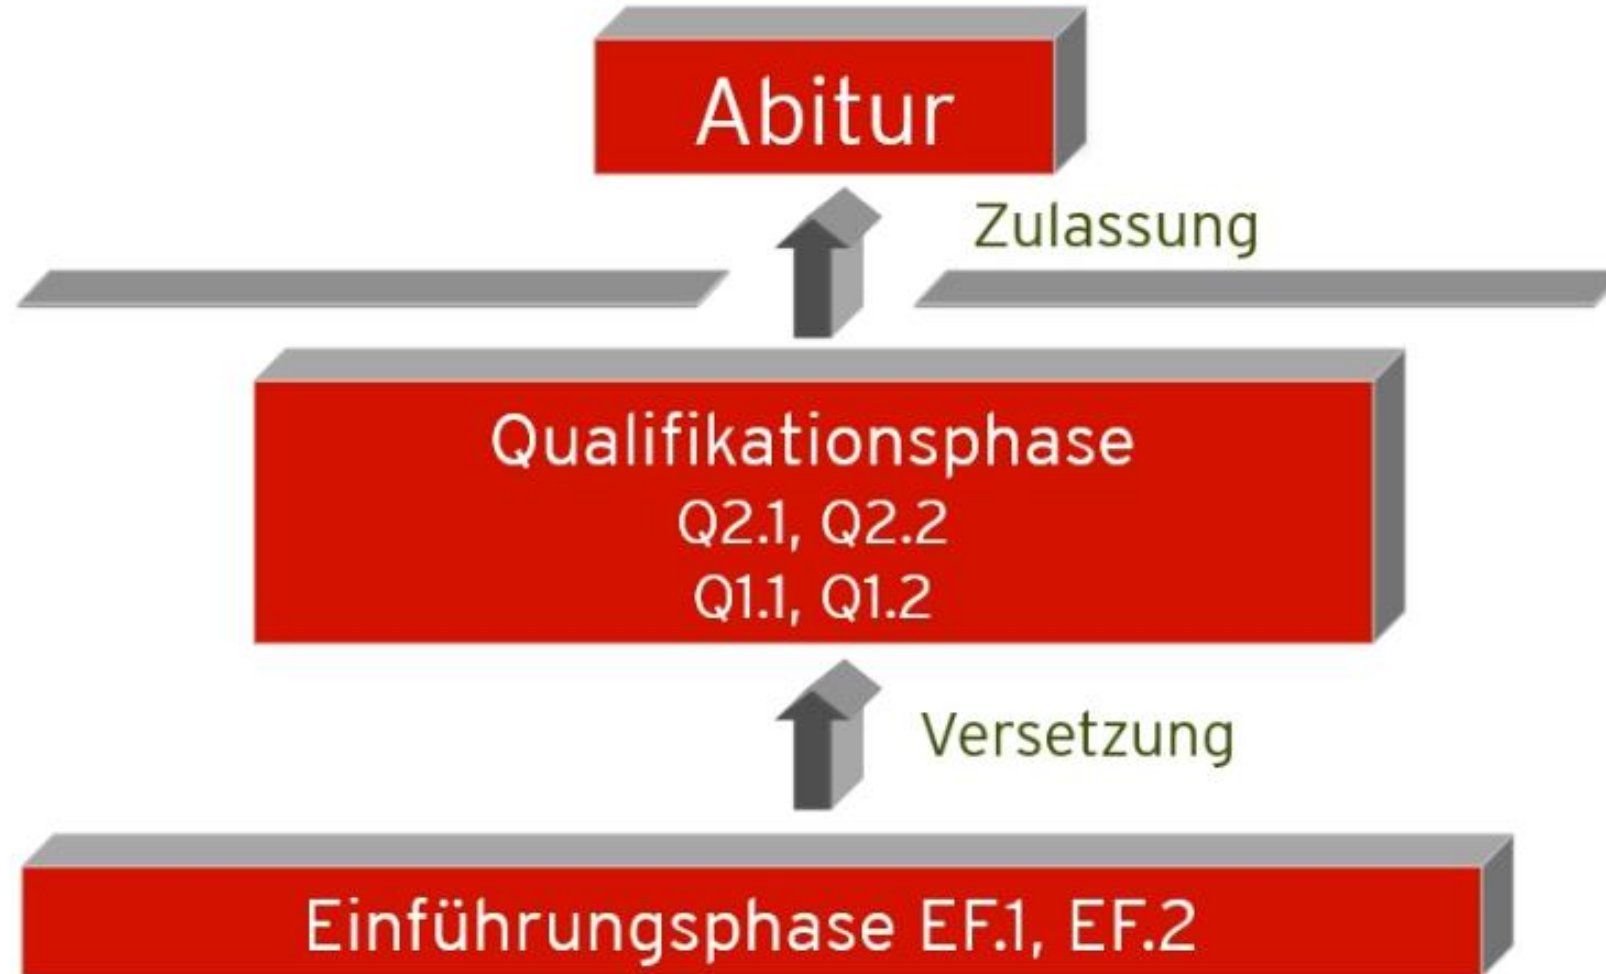 Abitur
Zulassung
Qualifikationsphase
Q2.1, Q2.2
Q1.1, Q1.2
Versetzung
Einführungsphase EF.1, EF.2